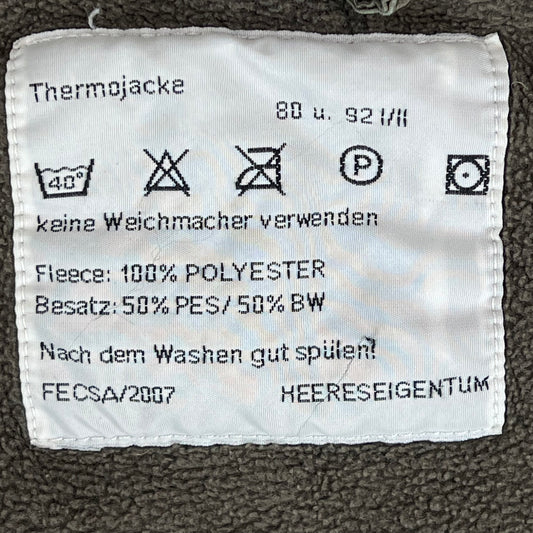 Thermojacke
80 u. 92 I/II
40°
P
keine Weichmacher verwenden
Fleece: 100% POLYESTER
Besatz: 50% PES/ 50% BW
Nach dem Washen gut spülen!
FECSA/2007 HEERESEIGENTUM